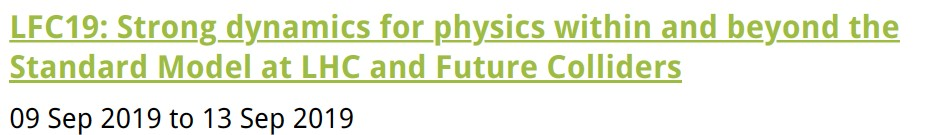 LFC19: Strong dynamics for physics within and beyond the
Standard Model at LHC and Future Colliders
09 Sep 2019 to 13 Sep 2019